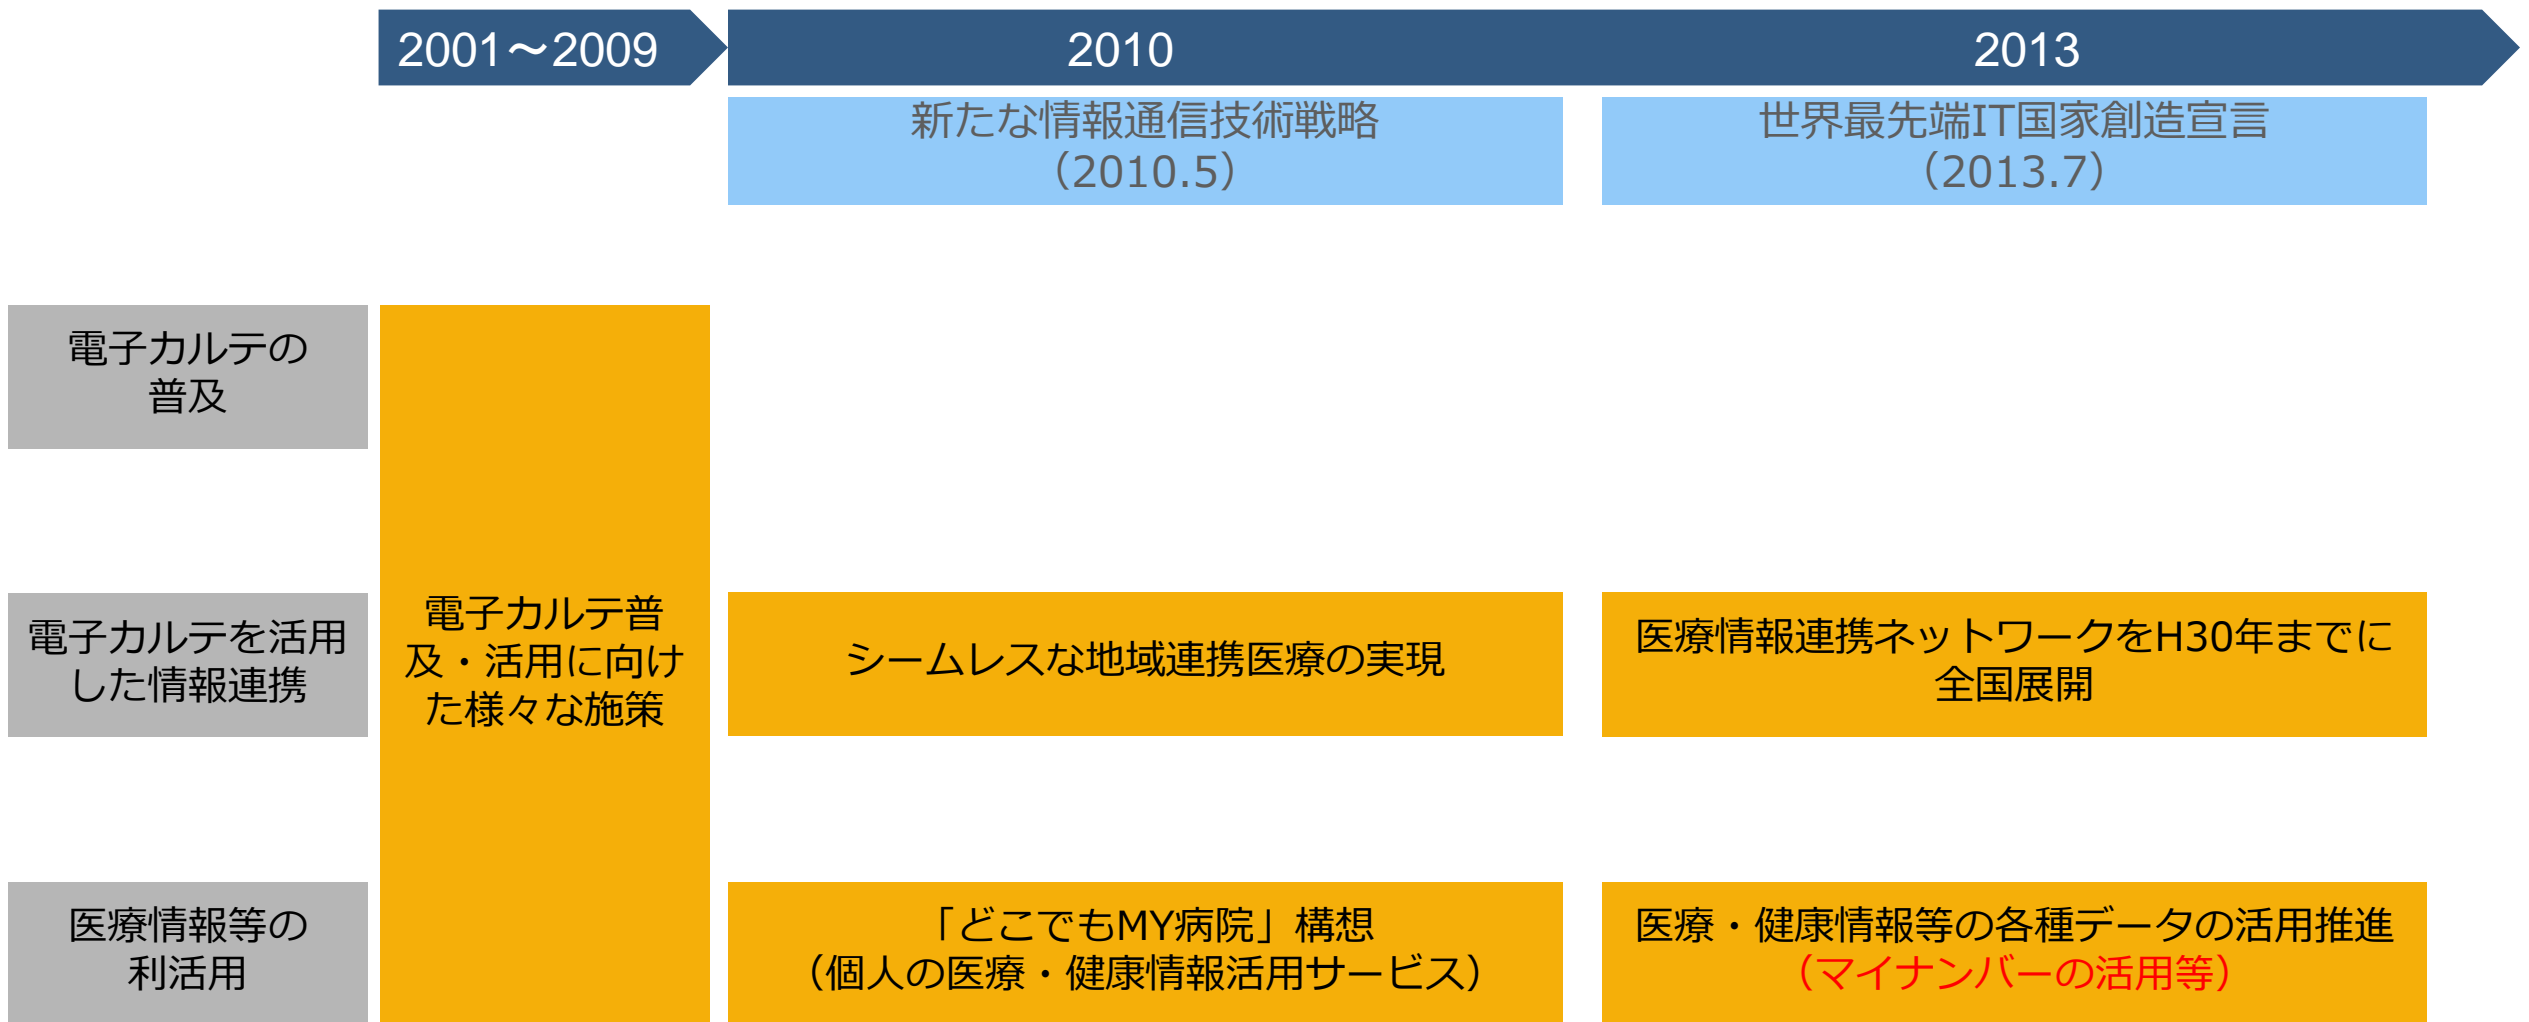 2001～2009
2010
2013
新たな情報通信技術戦略
（2010.5）
世界最先端IT国家創造宣言
（2013.7）
電子カルテの
普及
電子カルテ普
及・活用に向け
た様々な施策
電子カルテを活用
した情報連携
シームレスな地域連携医療の実現
医療情報連携ネットワークをH30年までに
全国展開
医療情報等の
利活用
「どこでもMY病院」構想
（個人の医療・健康情報活用サービス）
医療・健康情報等の各種データの活用推進
（マイナンバーの活用等）